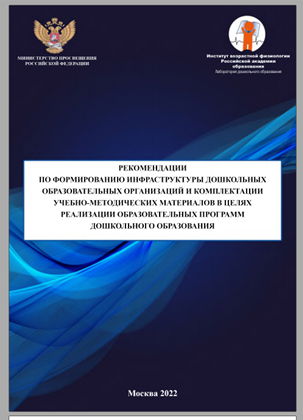 МИНИСТЕРСТВО ПРОСВЕЩЕНИЯ
РОССИЙСКОЙ ФЕДЕРАЦИИ
Институт возрастной физиологии
Российской академии
образования
Лаборатория дошкольного образования
РЕКОМЕНДАЦИИ
ПО ФОРМИРОВАНИЮ ИНФРАСТРУКТУРЫ ДОШКОЛЬНЫХ
ОБРАЗОВАТЕЛЬНЫХ ОРГАНИЗАЦИЙ И КОМПЛЕКТАЦИИ
УЧЕБНО-МЕТОДИЧЕСКИХ МАТЕРИАЛОВ В ЦЕЛЯХ
РЕАЛИЗАЦИИ ОБРАЗОВАТЕЛЬНЫХ ПРОГРАММ
ДОШКОЛЬНОГО ОБРАЗОВАНИЯ
Москва 2022